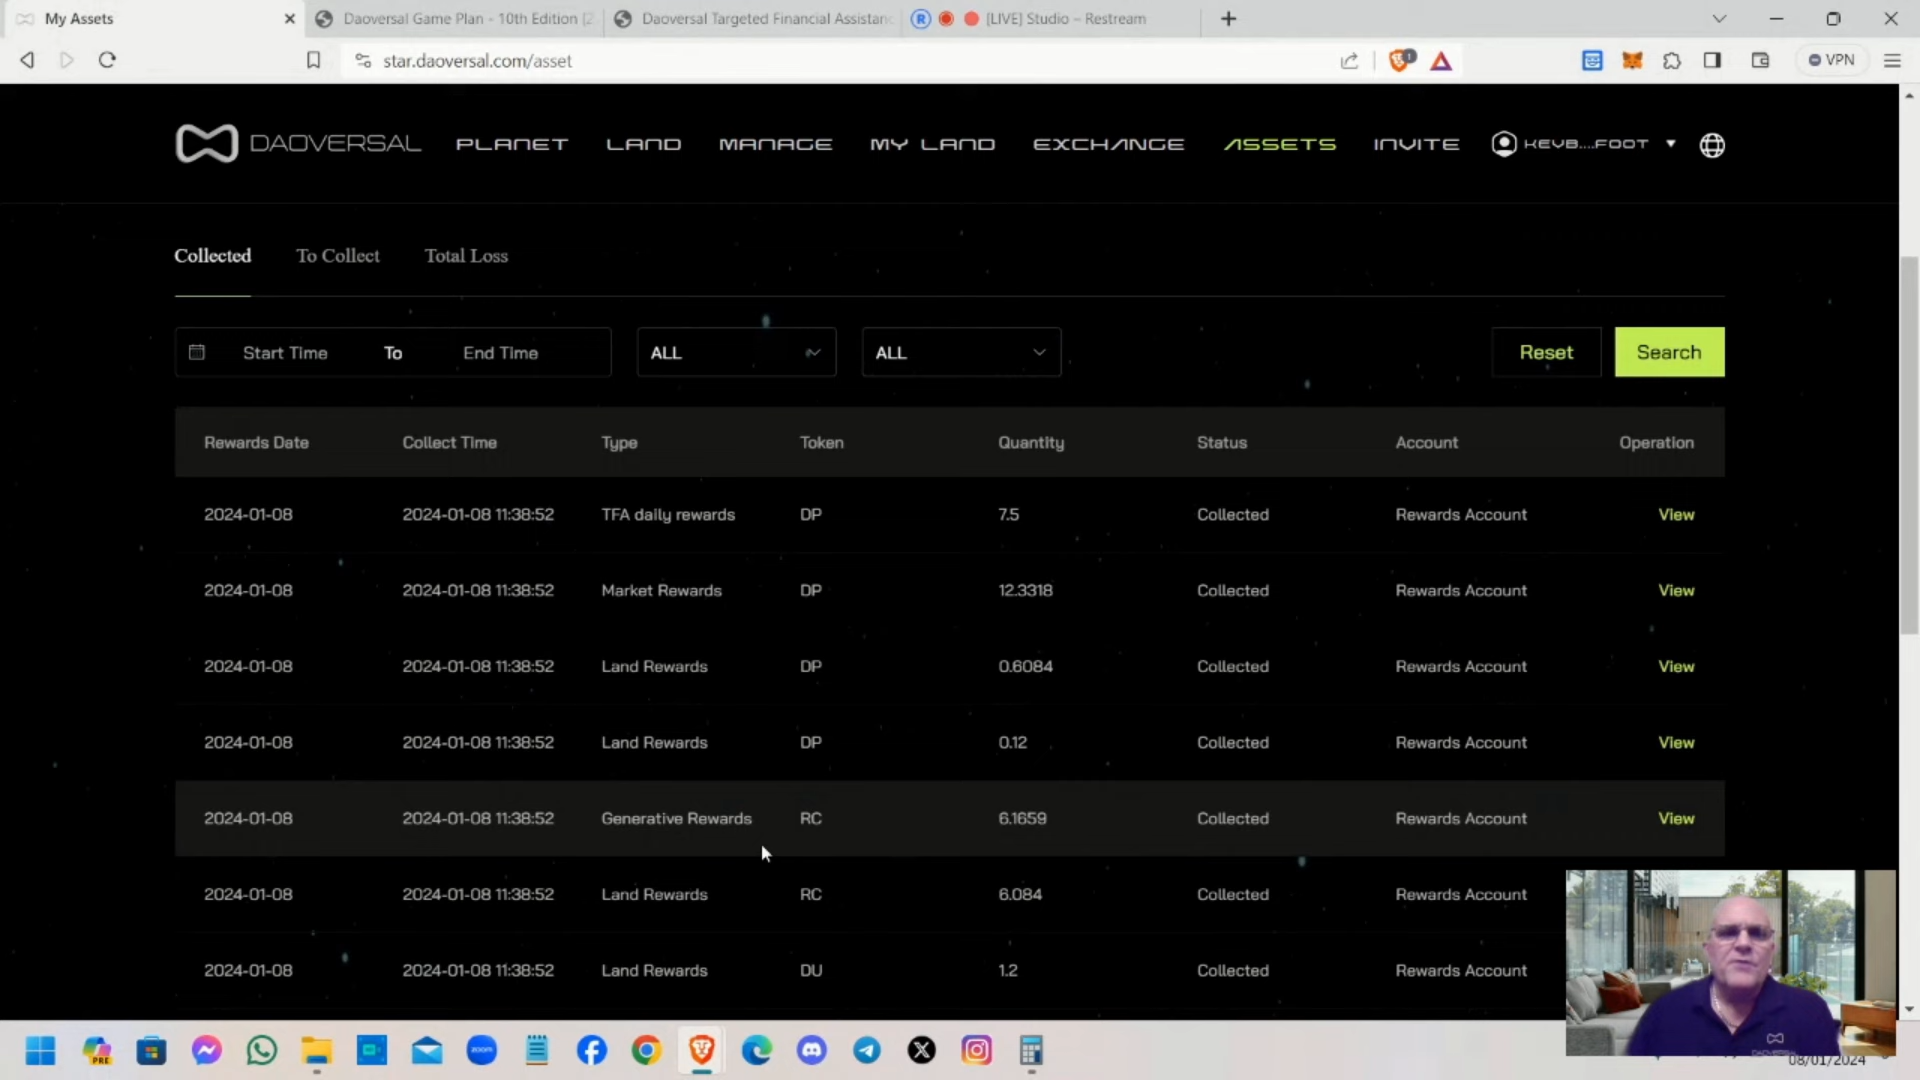 My Assets
Daoversal Game Plan - 10th Edition [2
Daoversal Targeted Financial Assistanc
R
[LIVE] Studio – Restream
star.daoversal.com/asset
1
VPN
DAOVERSAL
PLANET
LAND
MANAGE
MY LAND
EXCHANGE
ASSETS
INVITE
KEVB....FOOT
Collected
To Collect
Total Loss
Start Time To End Time
ALL
ALL
Reset
Search
Rewards Date Collect Time Type Token Quantity Status Account Operation
2024-01-08 2024-01-08 11:38:52 TFA daily rewards DP 7.5 Collected Rewards Account View
2024-01-08 2024-01-08 11:38:52 Market Rewards DP 12.3318 Collected Rewards Account View
2024-01-08 2024-01-08 11:38:52 Land Rewards DP 0.6084 Collected Rewards Account View
2024-01-08 2024-01-08 11:38:52 Land Rewards DP 0.12 Collected Rewards Account View
2024-01-08 2024-01-08 11:38:52 Generative Rewards RC 6.1659 Collected Rewards Account View
2024-01-08 2024-01-08 11:38:52 Land Rewards RC 6.084 Collected Rewards Account
2024-01-08 2024-01-08 11:38:52 Land Rewards DU 1.2 Collected Rewards Account
PRE
zoom
08/01/2024